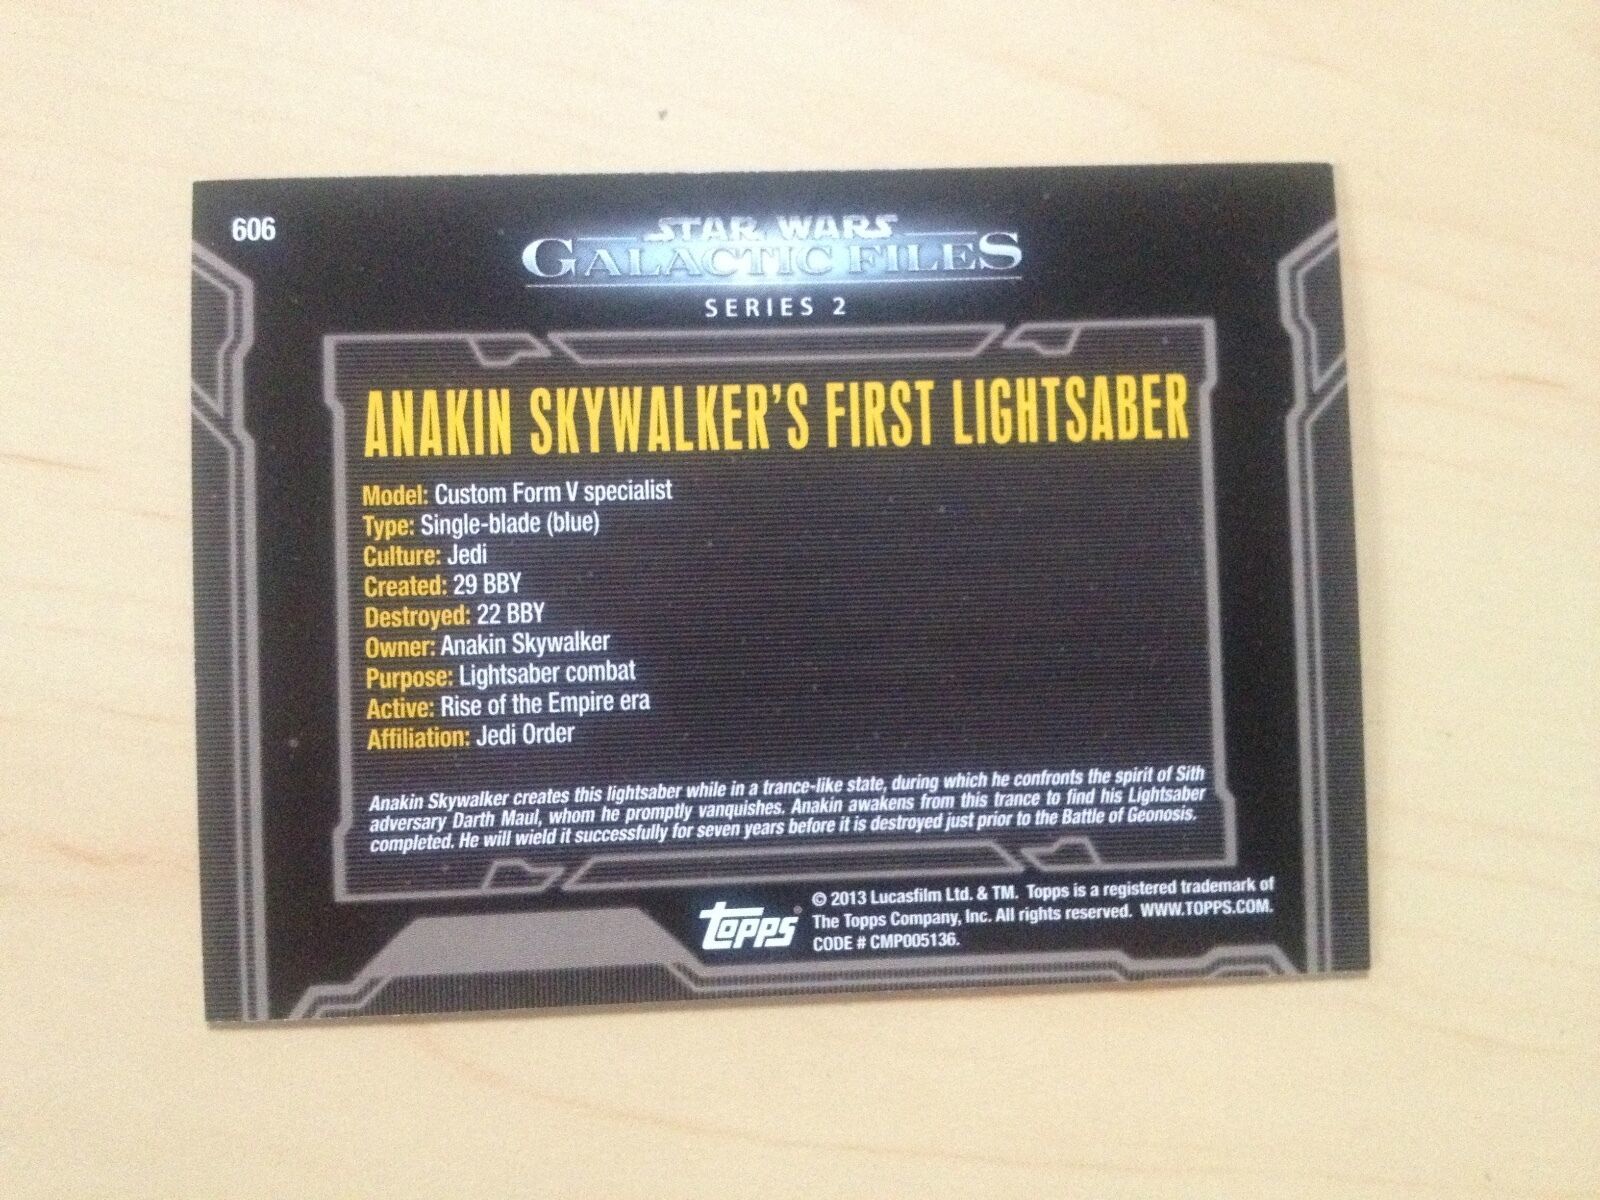 606
STAR WARS
GALACTIC FILES
SERIES 2
ANAKIN SKYWALKER'S FIRST LIGHTSABER
Model: Custom Form V specialist
Type: Single-blade (blue)
Culture: Jedi
Created: 29 BBY
Destroyed: 22 BBY
Owner: Anakin Skywalker
Purpose: Lightsaber combat
Active: Rise of the Empire era
Affiliation: Jedi Order
Anakin Skywalker creates this lightsaber while in a trance-like state, during which he confronts the spirit of Sith
adversary Darth Maul, whom he promptly vanquishes. Anakin awakens from this trance to find his Lightsaber
completed. He will wield it successfully for seven years before it is destroyed just prior to the Battle of Geonosis.
topps®
© 2013 Lucasfilm Ltd. & TM. Topps is a registered trademark of
The Topps Company, Inc. All rights reserved. WWW.TOPPS.COM.
CODE # CMP005136.